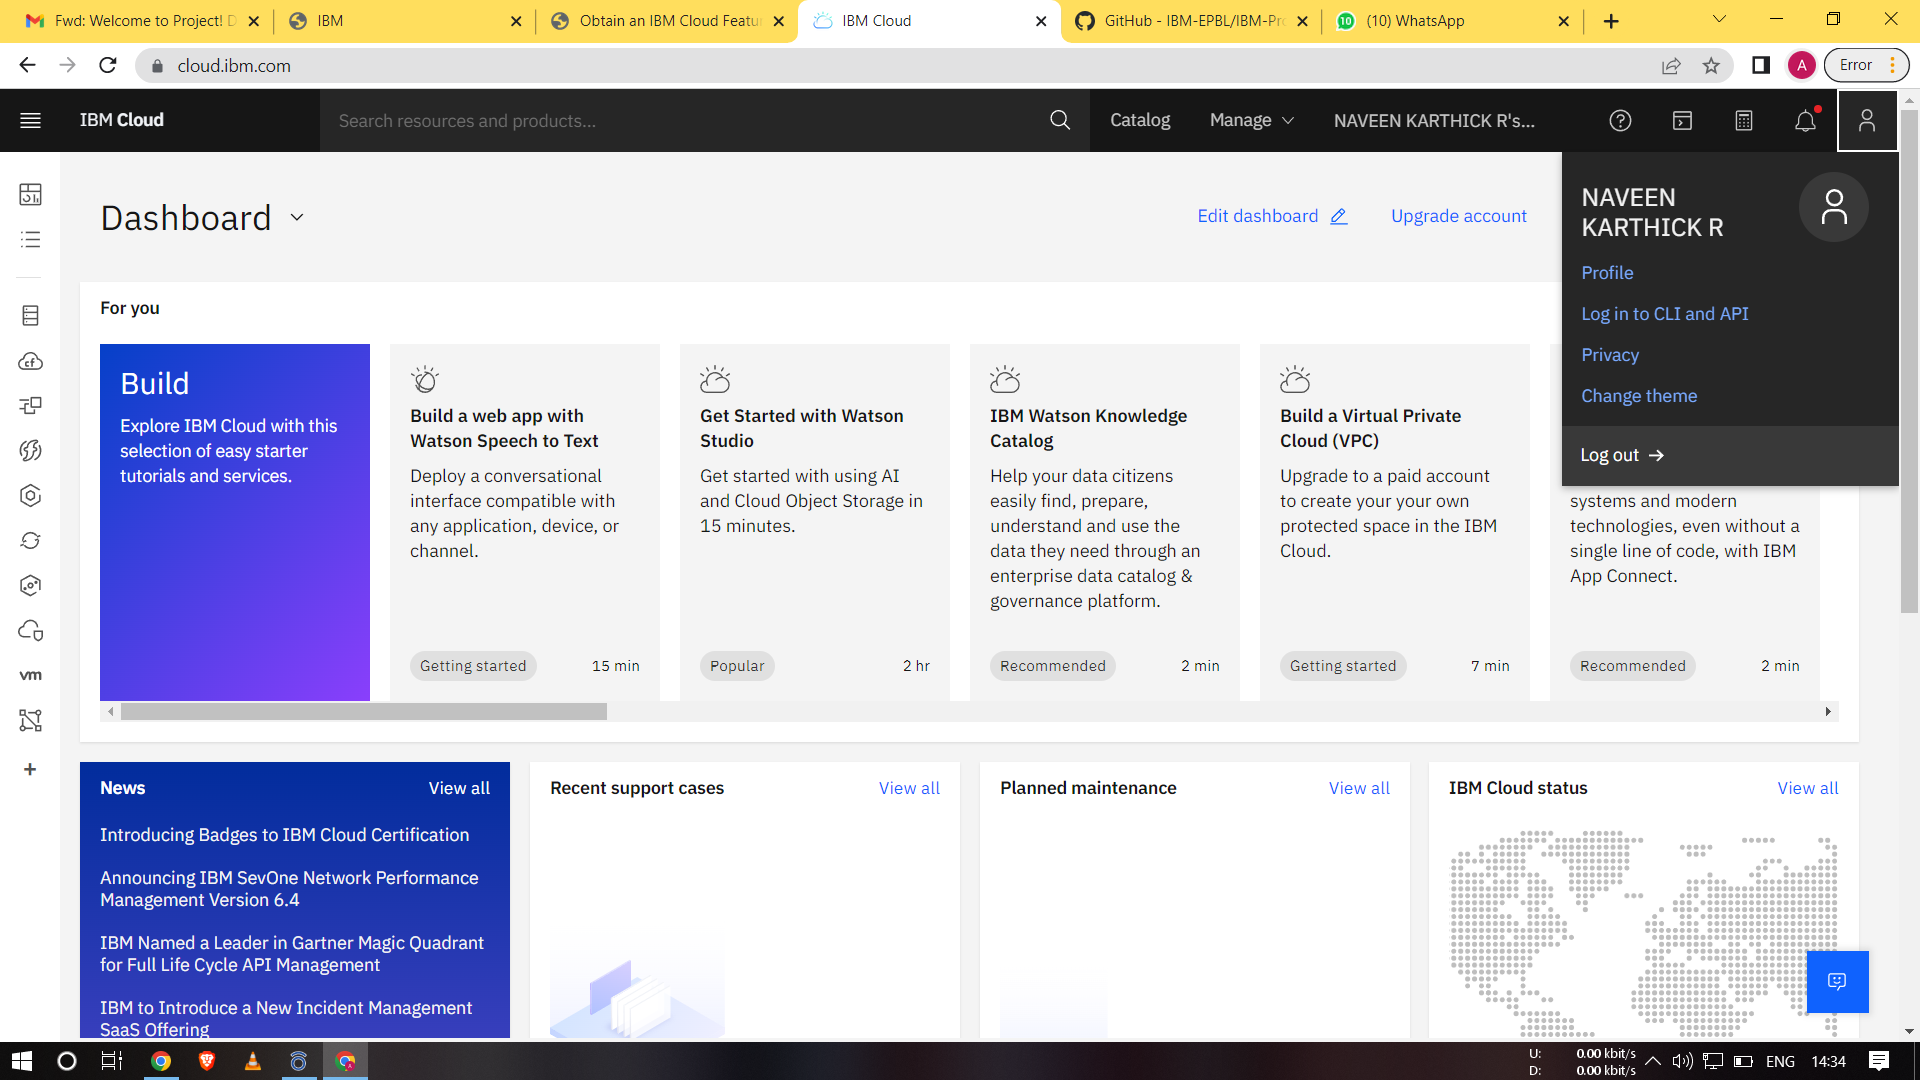 Fwd: Welcome to Project! D
IBM
Obtain an IBM Cloud Featu
IBM Cloud
GitHub - IBM-EPBL/IBM-Pro
(10) WhatsApp
cloud.ibm.com
A
Error
IBM Cloud
Search resources and products...
Catalog
Manage
NAVEEN KARTHICK R's...
NAVEEN
KARTHICK R
Profile
Log in to CLI and API
Privacy
Change theme
Log out
Dashboard
Edit dashboard
Upgrade account
For you
Build
Explore IBM Cloud with this
selection of easy starter
tutorials and services.
Build a web app with
Watson Speech to Text
Deploy a conversational
interface compatible with
any application, device, or
channel.
Getting started
15 min
Get Started with Watson
Studio
Get started with using AI
and Cloud Object Storage in
15 minutes.
Popular
2 hr
IBM Watson Knowledge
Catalog
Help your data citizens
easily find, prepare,
understand and use the
data they need through an
enterprise data catalog &
governance platform.
Recommended
2 min
Build a Virtual Private
Cloud (VPC)
Upgrade to a paid account
to create your your own
protected space in the IBM
Cloud.
Getting started
7 min
systems and modern
technologies, even without a
single line of code, with IBM
App Connect.
Recommended
2 min
cf
vm
News
View all
Introducing Badges to IBM Cloud Certification
Announcing IBM SevOne Network Performance
Management Version 6.4
IBM Named a Leader in Gartner Magic Quadrant
for Full Life Cycle API Management
IBM to Introduce a New Incident Management
SaaS Offering
Recent support cases
View all
Planned maintenance
View all
IBM Cloud status
View all
U: 0.00 kbit/s
D: 0.00 kbit/s
ENG
14:34